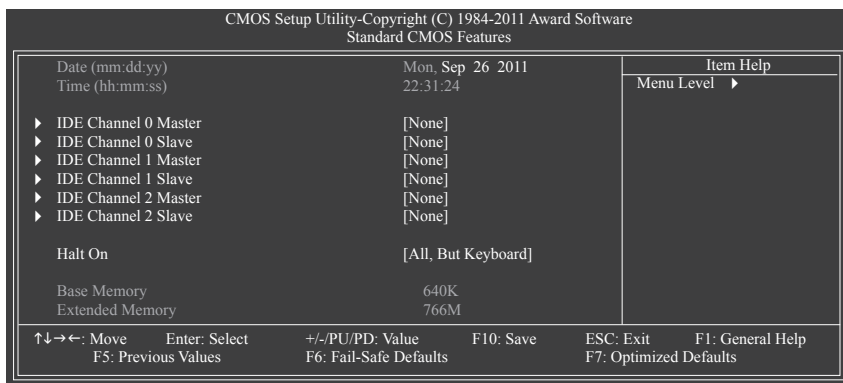 CMOS Setup Utility-Copyright (C) 1984-2011 Award Software
Standard CMOS Features
Date (mm:dd:yy) Mon, Sep 26 2011
Time (hh:mm:ss) 22:31:24
Item Help
Menu Level ▶
▶ IDE Channel 0 Master [None]
▶ IDE Channel 0 Slave [None]
▶ IDE Channel 1 Master [None]
▶ IDE Channel 1 Slave [None]
▶ IDE Channel 2 Master [None]
▶ IDE Channel 2 Slave [None]
Halt On [All, But Keyboard]
Base Memory 640K
Extended Memory 766M
↑↓→←: Move Enter: Select +/-/PU/PD: Value F10: Save ESC: Exit F1: General Help
F5: Previous Values F6: Fail-Safe Defaults F7: Optimized Defaults